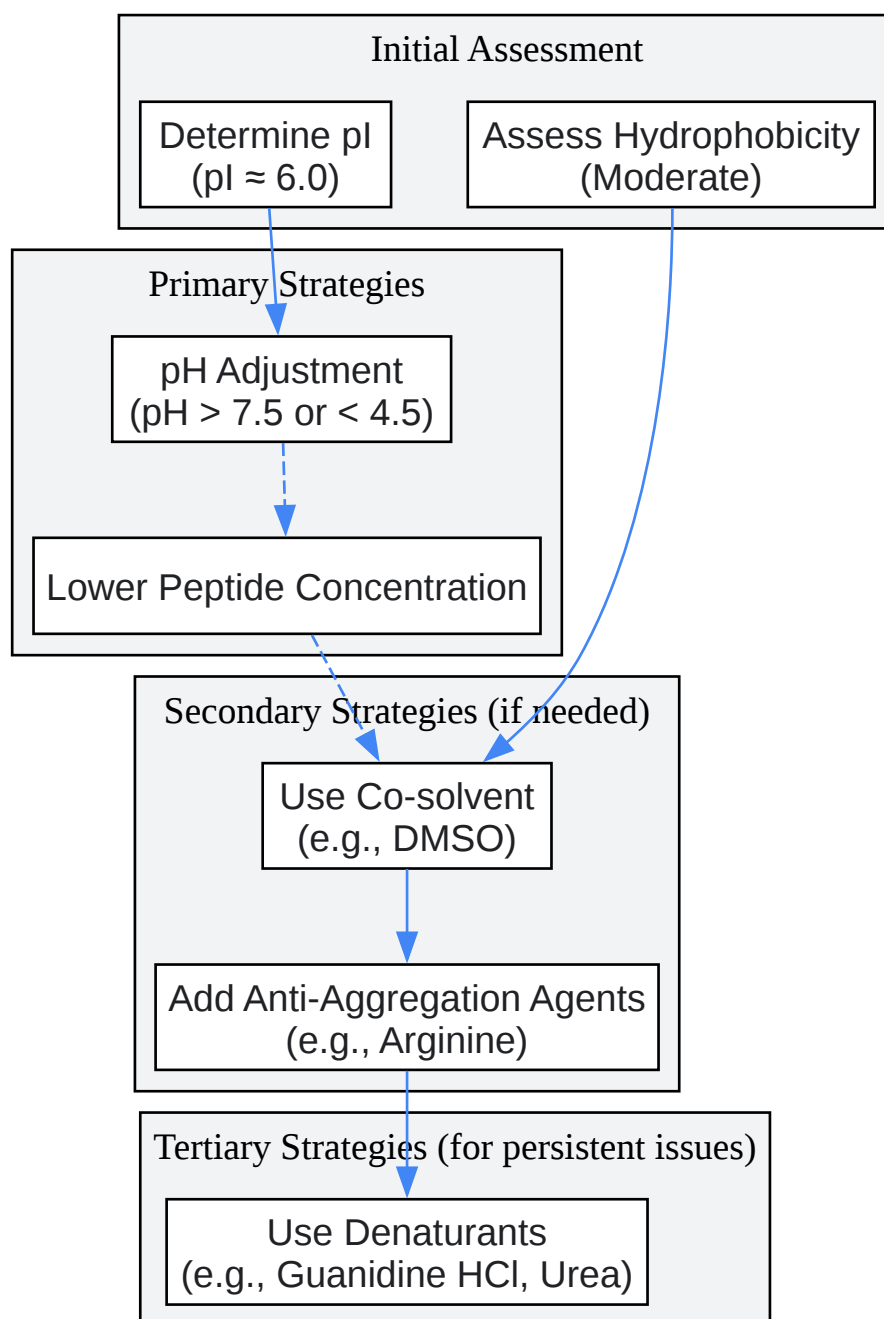 Initial Assessment
Determine pI
(pI ≈ 6.0)
Assess Hydrophobicity
(Moderate)
Primary Strategies
pH Adjustment
(pH > 7.5 or < 4.5)
Lower Peptide Concentration
Secondary Strategies (if needed)
Use Co-solvent
(e.g., DMSO)
Add Anti-Aggregation Agents
(e.g., Arginine)
Tertiary Strategies (for persistent issues)
Use Denaturants
(e.g., Guanidine HCl, Urea)